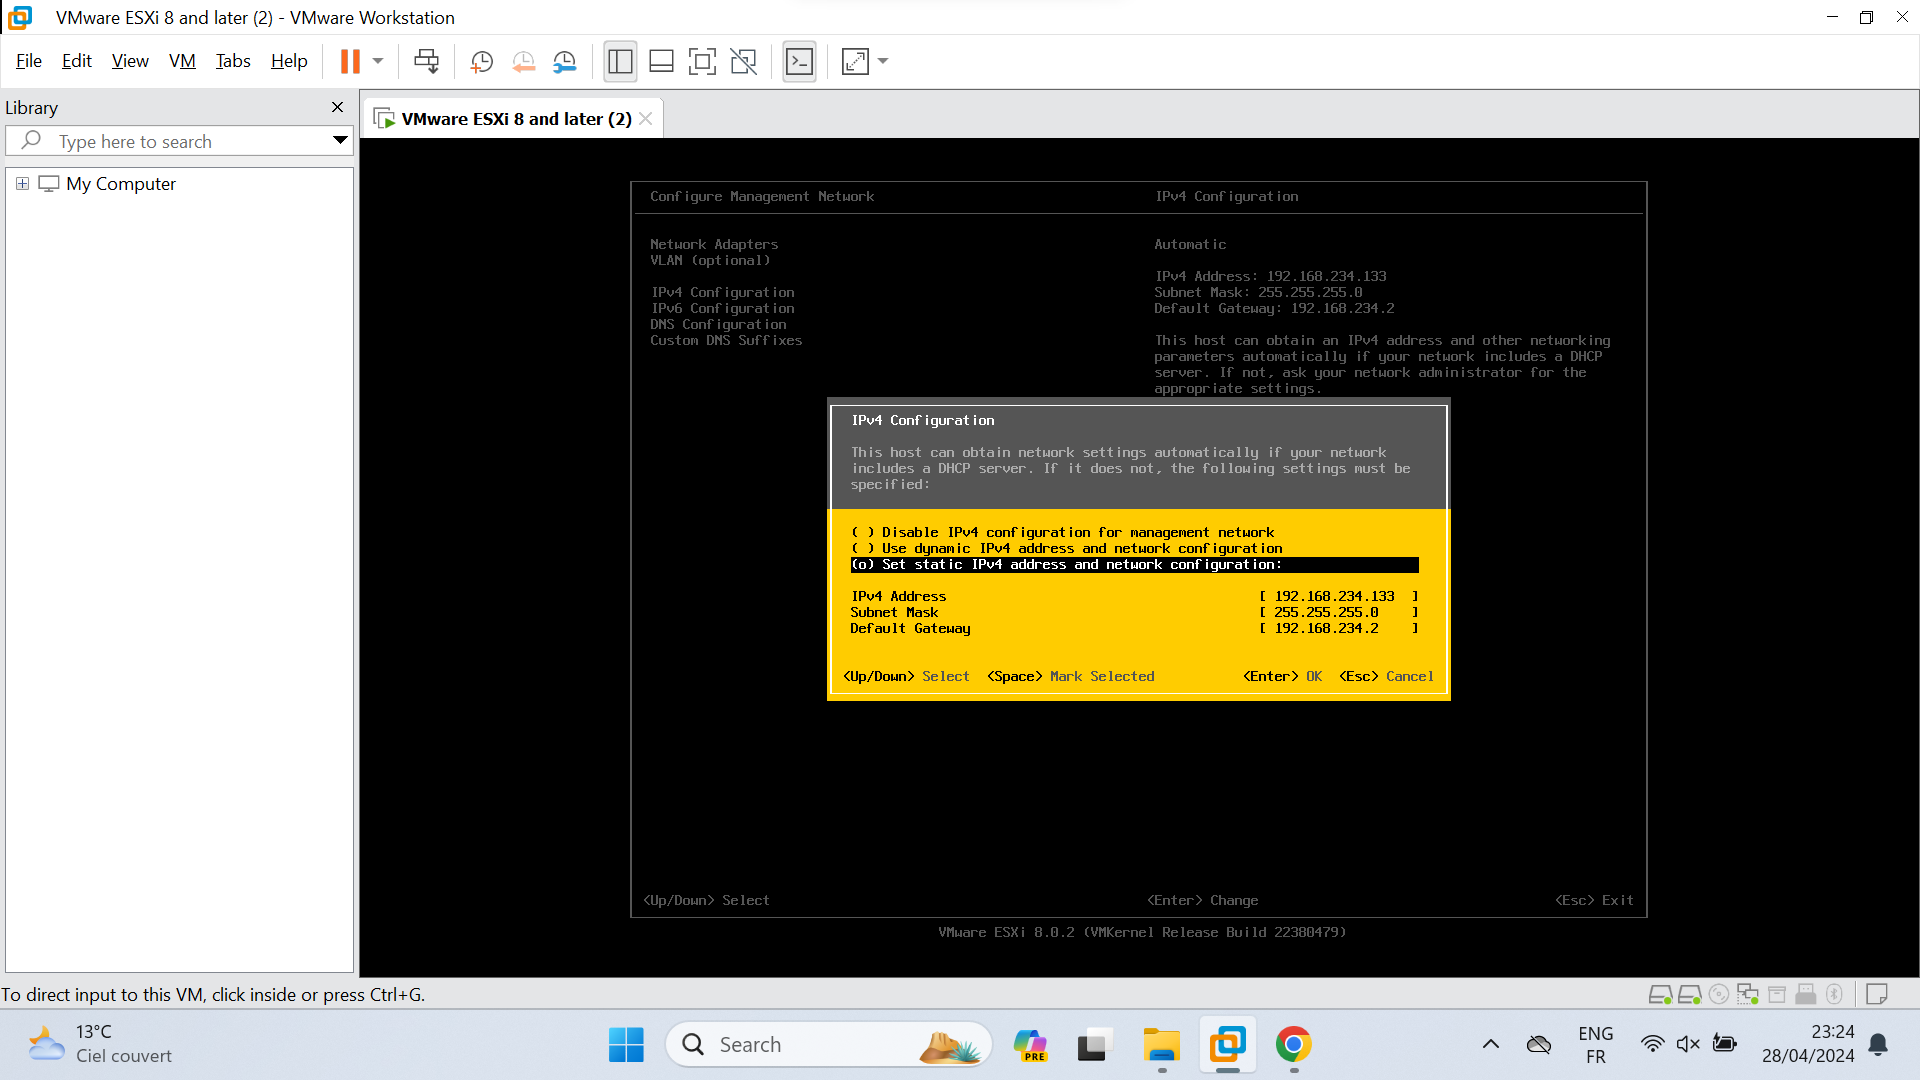 VMware ESXi 8 and later (2) - VMware Workstation
File Edit View VM Tabs Help
Library
Type here to search
My Computer
VMware ESXi 8 and later (2)
Configure Management Network
IPv4 Configuration
Network Adapters
VLAN (optional)
IPv4 Configuration
IPv6 Configuration
DNS Configuration
Custom DNS Suffixes
Automatic
IPv4 Address: 192.168.234.133
Subnet Mask: 255.255.255.0
Default Gateway: 192.168.234.2
This host can obtain an IPv4 address and other networking
parameters automatically if your network includes a DHCP
server. If not, ask your network administrator for the
appropriate settings.
IPv4 Configuration
This host can obtain network settings automatically if your network
includes a DHCP server. If it does not, the following settings must be
specified:
( ) Disable IPv4 configuration for management network
( ) Use dynamic IPv4 address and network configuration
(o) Set static IPv4 address and network configuration:
IPv4 Address [ 192.168.234.133 ]
Subnet Mask [ 255.255.255.0 ]
Default Gateway [ 192.168.234.2 ]
<Up/Down> Select <Space> Mark Selected <Enter> OK <Esc> Cancel
<Up/Down> Select <Enter> Change <Esc> Exit
VMware ESXi 8.0.2 (VMKernel Release Build 22380479)
To direct input to this VM, click inside or press Ctrl+G.
13°C
Ciel couvert
Search
PRE
ENG
FR
23:24
28/04/2024